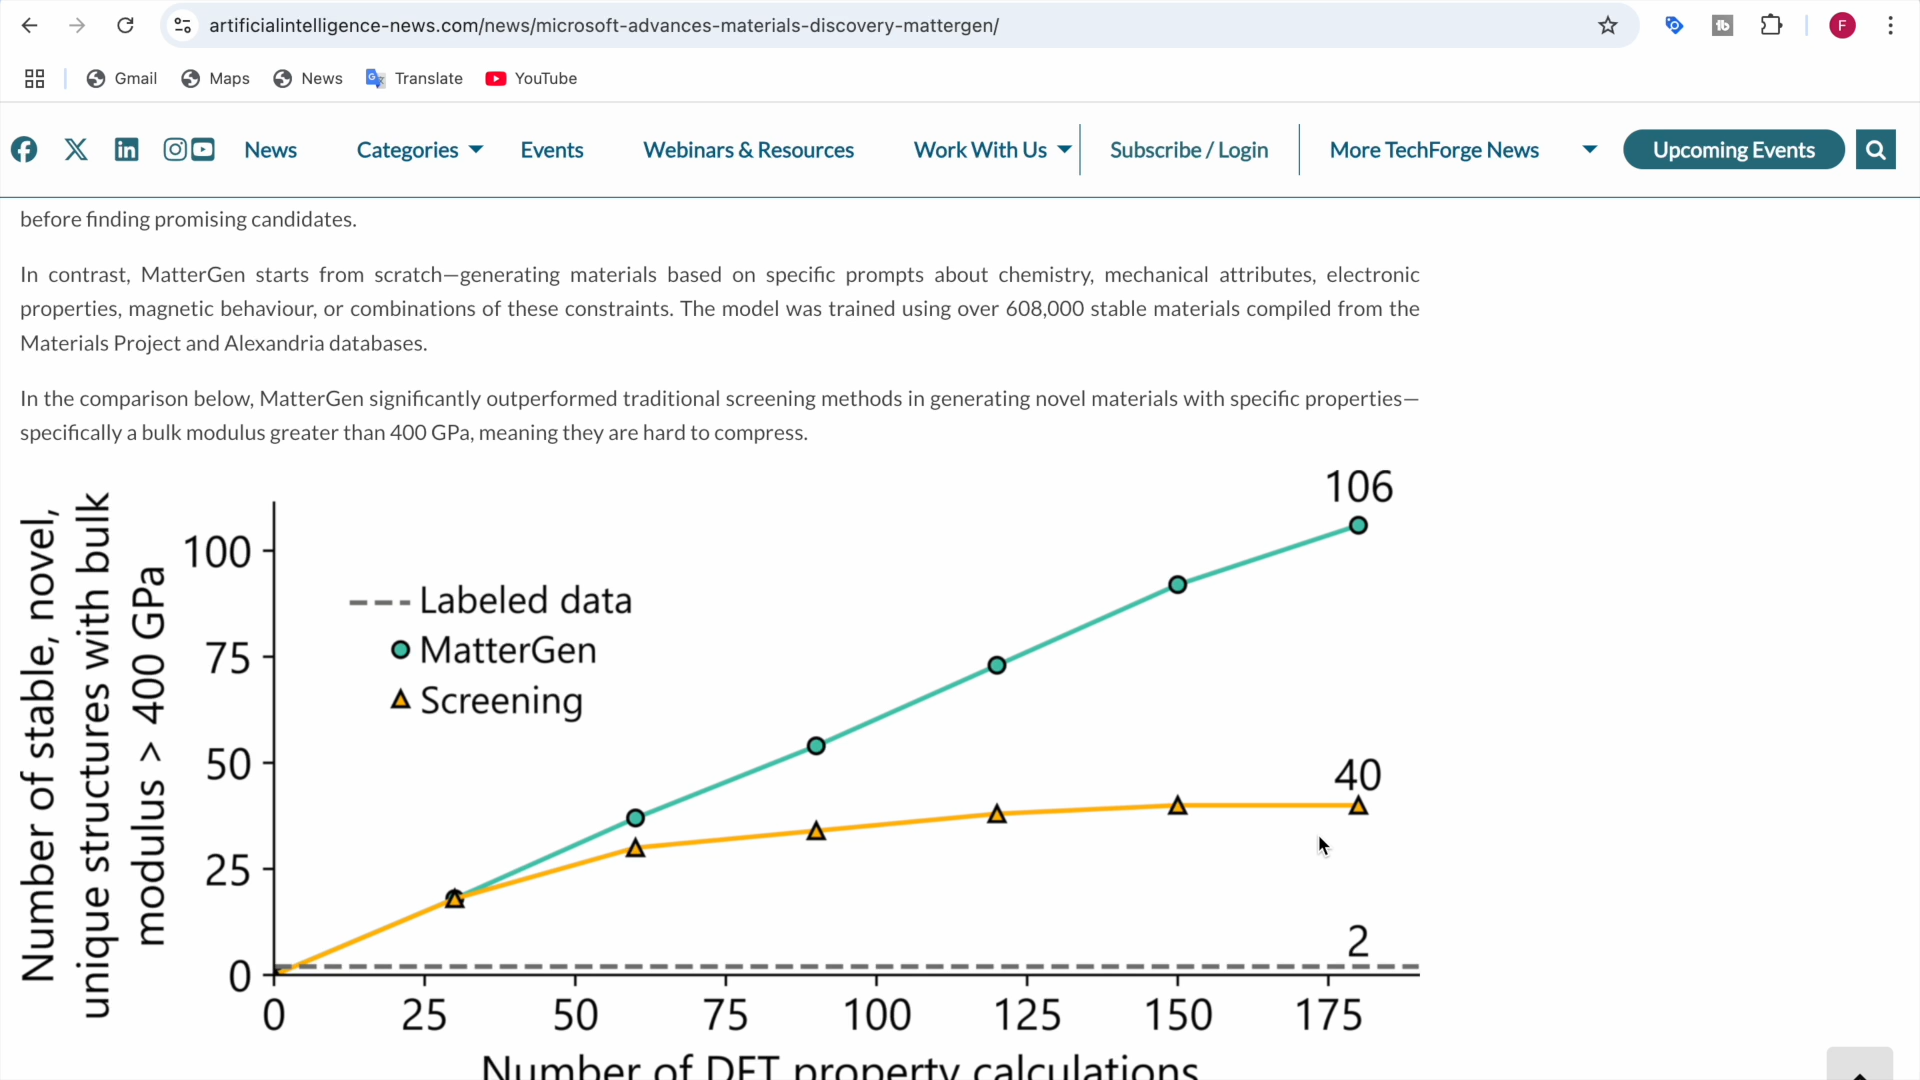 artificialintelligence-news.com/news/microsoft-advances-materials-discovery-mattergen/
tb
F
Gmail
Maps
News
Translate
YouTube
News
Categories
Events
Webinars & Resources
Work With Us
Subscribe / Login
More TechForge News
Upcoming Events
before finding promising candidates.
In contrast, MatterGen starts from scratch—generating materials based on specific prompts about chemistry, mechanical attributes, electronic
properties, magnetic behaviour, or combinations of these constraints. The model was trained using over 608,000 stable materials compiled from the
Materials Project and Alexandria databases.
In the comparison below, MatterGen significantly outperformed traditional screening methods in generating novel materials with specific properties—
specifically a bulk modulus greater than 400 GPa, meaning they are hard to compress.
Number of stable, novel,
unique structures with bulk
modulus > 400 GPa
100
75
50
25
0
Labeled data
MatterGen
Screening
106
40
2
0
25
50
75
100
125
150
175
Number of DFT property calculations